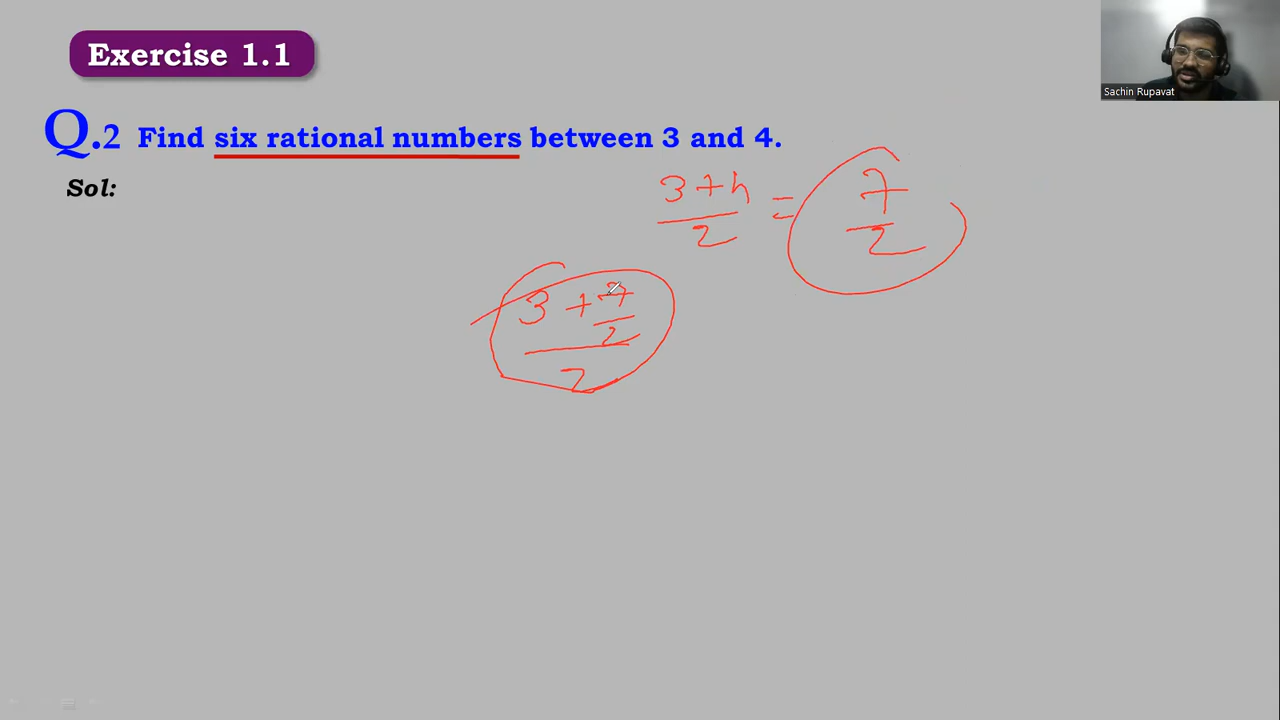 Exercise 1.1
Sachin Rupavat
Q.2 Find six rational numbers between 3 and 4.
Sol:
3+4/2 = 7/2
3+7/2/2